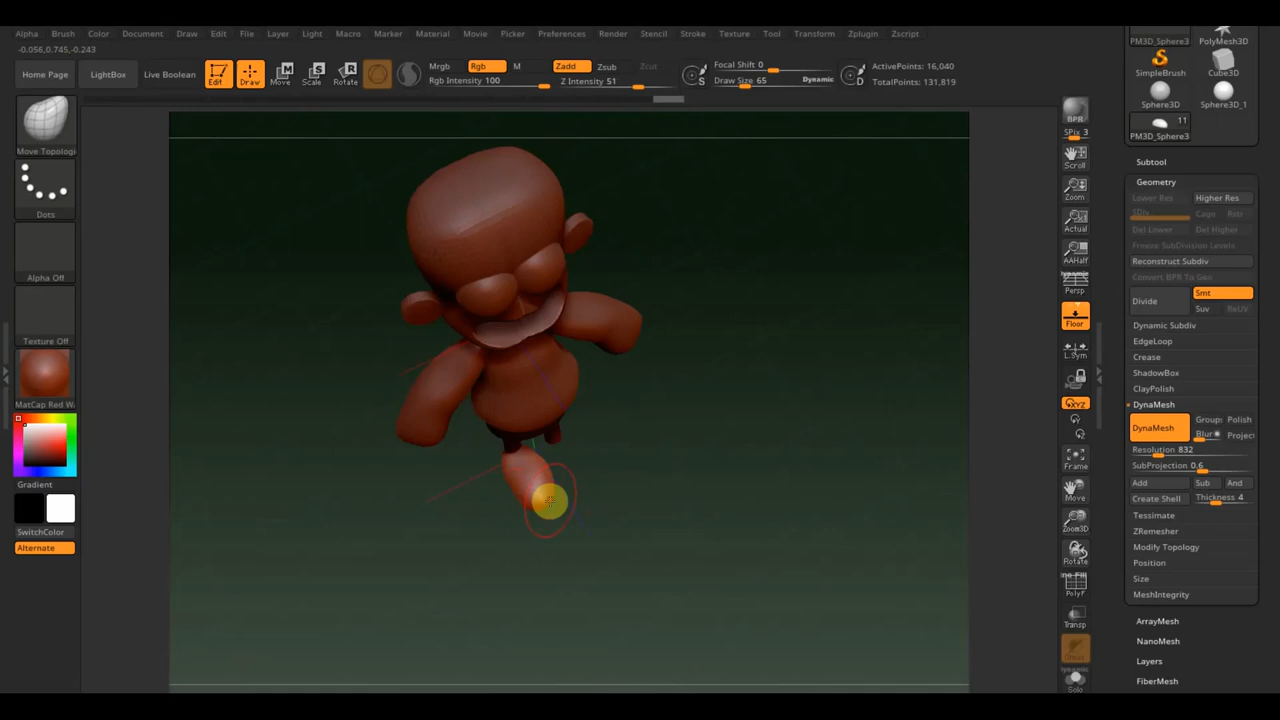 Alpha Brush Color Document Draw Edit File Layer Light Macro Marker Material Movie Picker Preferences Render Stencil Stroke Texture Tool Transform Zplugin Zscript
-0.056,0.745,-0.243
Home Page
LightBox
Live Boolean
Edit
Draw
Move
Scale
Rotate
Mrgb
Rgb
M
Rgb Intensity 100
Zadd
Zsub
Zcut
Z Intensity 51
S
Focal Shift 0
Draw Size 65
Dynamic
D
ActivePoints: 16,040
TotalPoints: 131,819
Move Topologi
Dots
Alpha Off
Texture Off
MatCap Red Wa
Gradient
SwitchColor
Alternate
BPR
SPix 3
Scroll
Zoom
Actual
AAHalf
Dynamic
Persp
Floor
L.Sym
XYZ
Y
Z
Frame
Move
Zoom3D
Rotate
PolyF
Transp
Dynamic
Solo
PM3D_Sphere3
PolyMesh3D
SimpleBrush
Cube3D
Sphere3D
Sphere3D_1
11
PM3D_Sphere3
Subtool
Geometry
Lower Res
Higher Res
SDiv
Cage
Rstr
Del Lower
Del Higher
Freeze SubDivision Levels
Reconstruct Subdiv
Convert BPR To Geo
Divide
Smt
Suv
ReUV
Dynamic Subdiv
EdgeLoop
Crease
ShadowBox
ClayPolish
DynaMesh
DynaMesh
Groups
Polish
Blur
Project
Resolution 832
SubProjection 0.6
Add
Sub
And
Create Shell
Thickness 4
Tessimate
ZRemesher
Modify Topology
Position
Size
MeshIntegrity
ArrayMesh
NanoMesh
Layers
FiberMesh